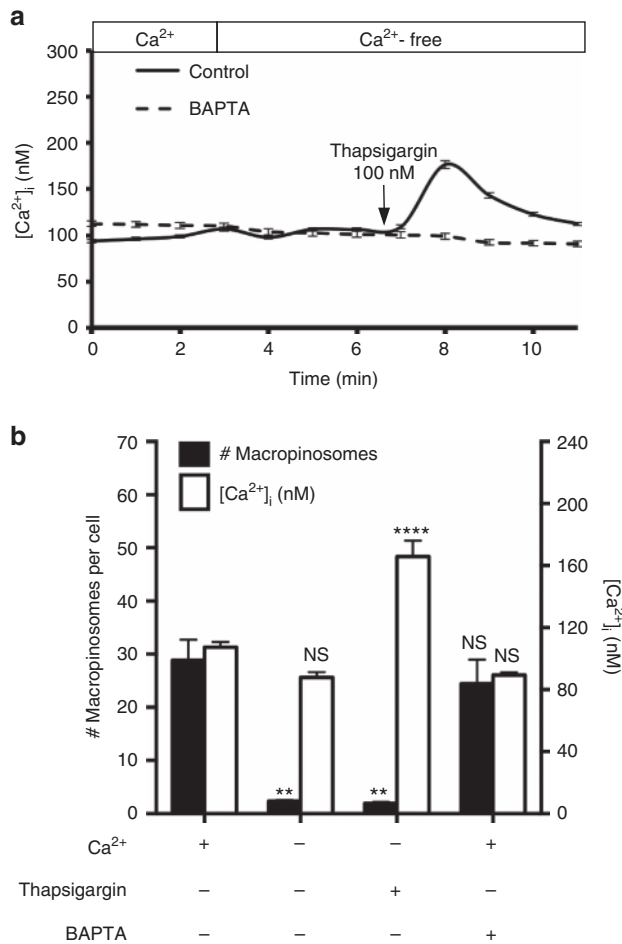 a
Ca²⁺ Ca²⁺- free
300
250
200
150
100
50
0
[Ca²⁺]i (nM)
Control
BAPTA
Thapsigargin
100 nM
0 2 4 6 8 10
Time (min)
b
70
60
50
40
30
20
10
0
# Macropinosomes per cell
# Macropinosomes
[Ca²⁺]i (nM)
240
200
160
120
80
40
0
[Ca²⁺]i
(nM)
** NS ** **** NS NS
Ca²⁺ + – – +
Thapsigargin – – + –
BAPTA – – – +